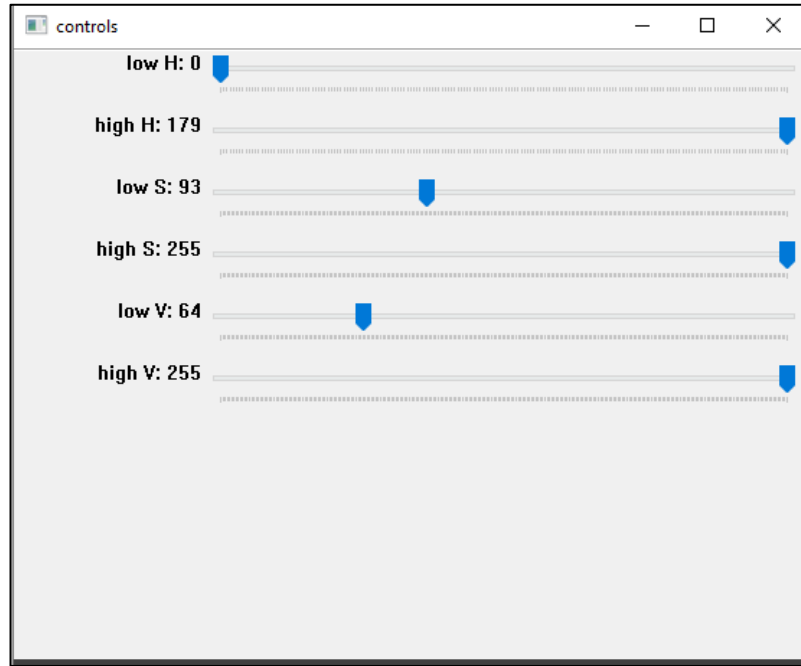 controls
low H: 0
high H: 179
low S: 93
high S: 255
low V: 64
high V: 255